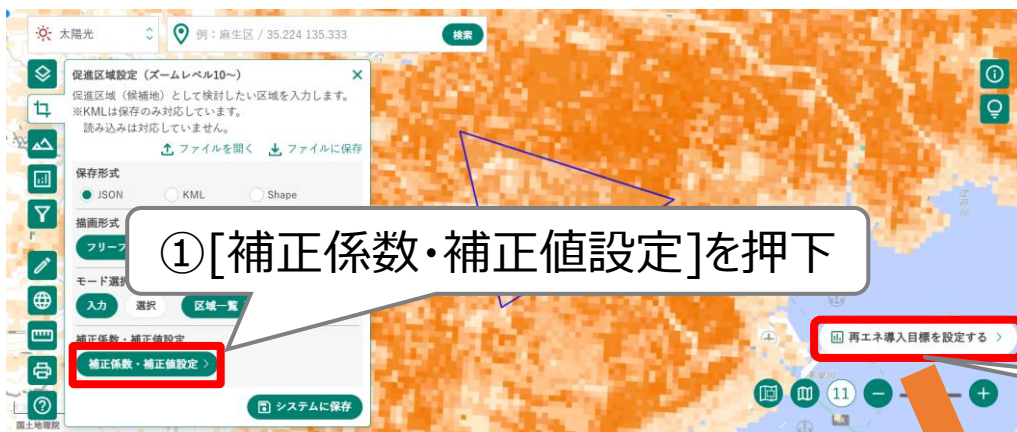 太陽光
例：麻生区 / 35.224 135.333
検索
促進区域設定（ズームレベル10～）
促進区域（候補地）として検討したい区域を入力します。
※KMLは保存のみ対応しています。
読み込みは対応していません。
ファイルを開く
ファイルに保存
保存形式
JSON
KML
Shape
描画形式
①[補正係数・補正値設定]を押下
モード選択
入力
選択
区域一覧
補正係数・補正値設定
補正係数・補正値設定 >
システムに保存
江戸川
再エネ導入目標を設定する >
多摩川
11
国土地理院